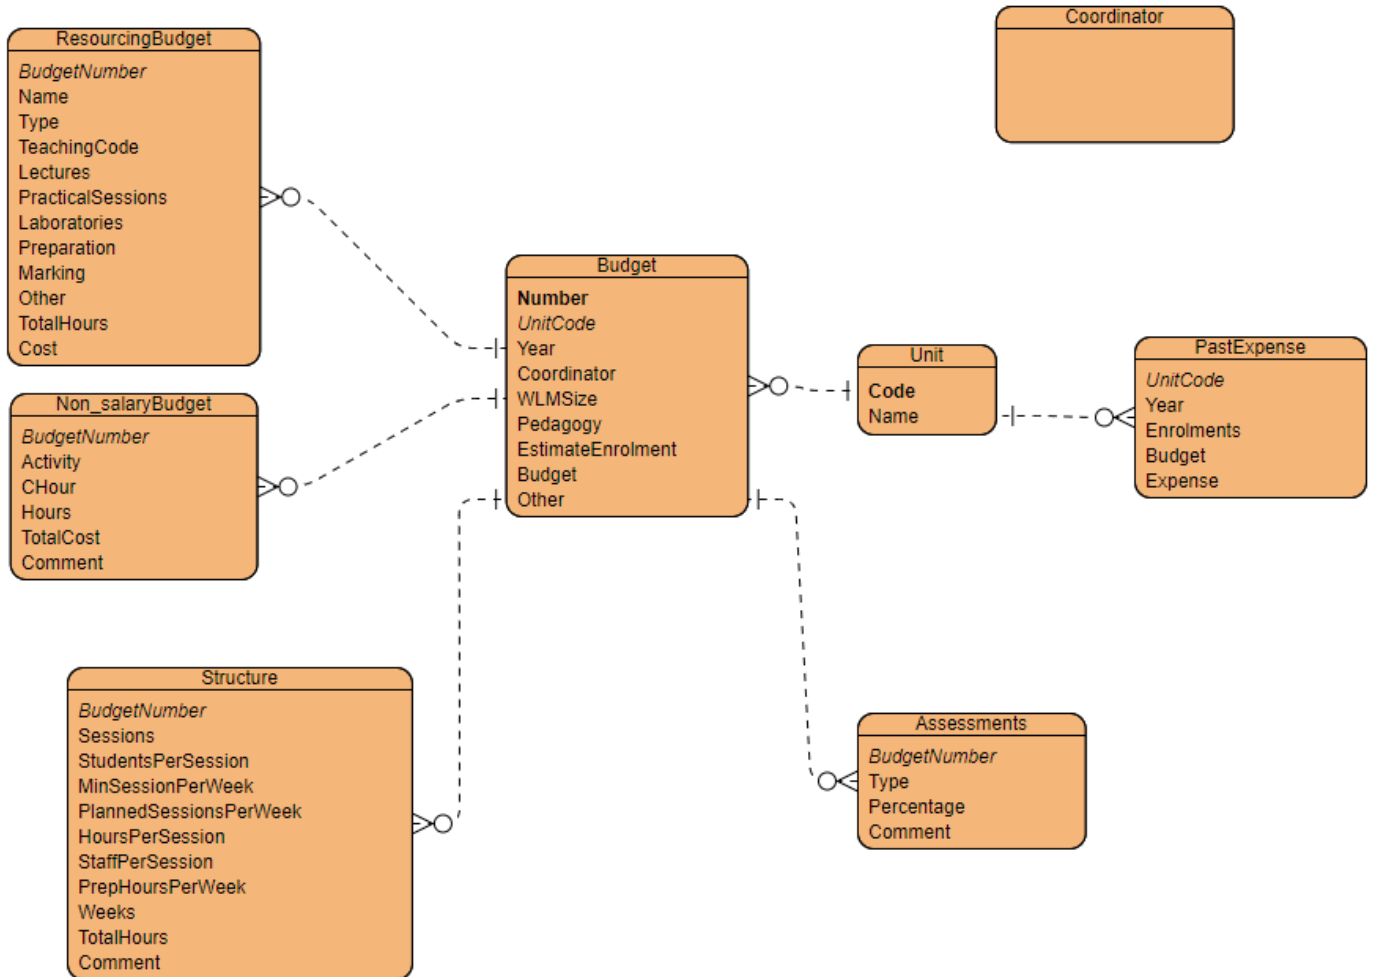 Coordinator
ResourcingBudget
BudgetNumber
Name
Type
TeachingCode
Lectures
PracticalSessions
Laboratories
Preparation
Marking
Other
TotalHours
Cost
Budget
Number
UnitCode
Year
Coordinator
WLMSize
Pedagogy
EstimateEnrolment
Budget
Other
Unit
Code
Name
PastExpense
UnitCode
Year
Enrolments
Budget
Expense
Non_salaryBudget
BudgetNumber
Activity
CHour
Hours
TotalCost
Comment
Structure
BudgetNumber
Sessions
StudentsPerSession
MinSessionPerWeek
PlannedSessionsPerWeek
HoursPerSession
StaffPerSession
PrepHoursPerWeek
Weeks
TotalHours
Comment
Assessments
BudgetNumber
Type
Percentage
Comment